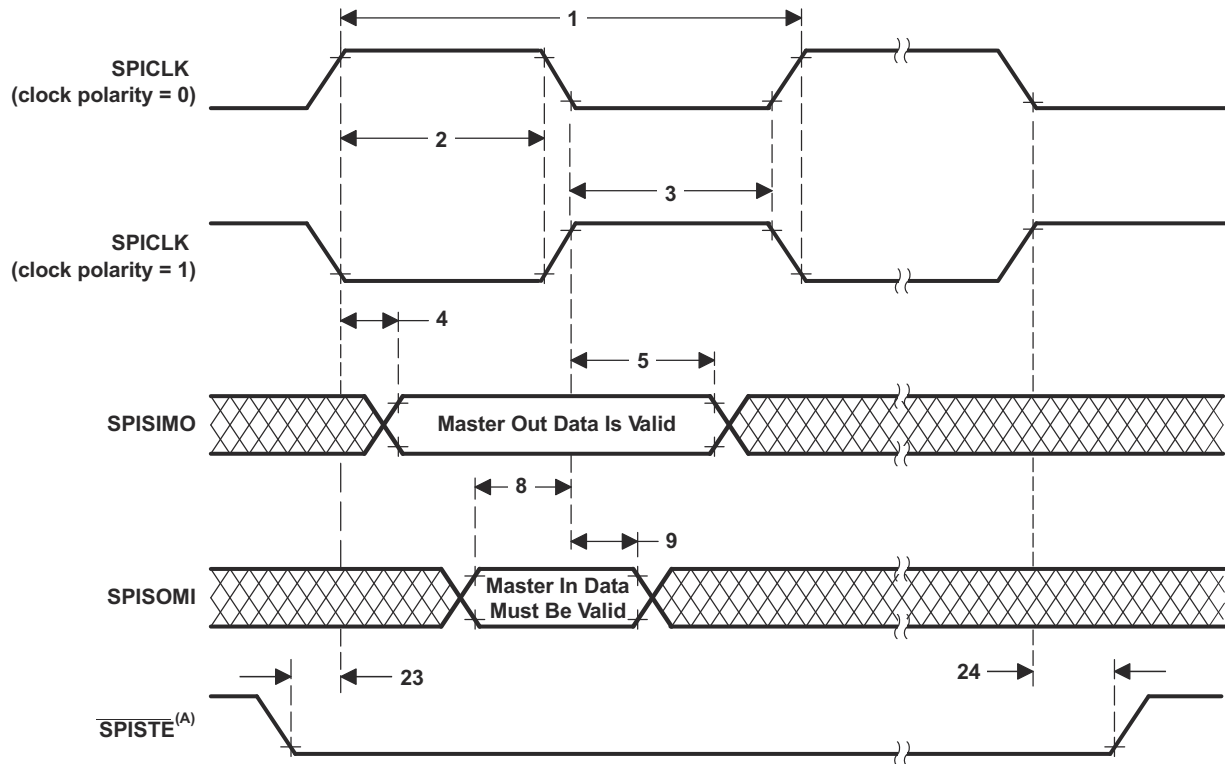 1
SPICLK
(clock polarity = 0)
2
3
SPICLK
(clock polarity = 1)
4
5
SPISIMO
Master Out Data Is Valid
8
9
SPISOMI
Master In Data
Must Be Valid
23
24
SPISTE(A)